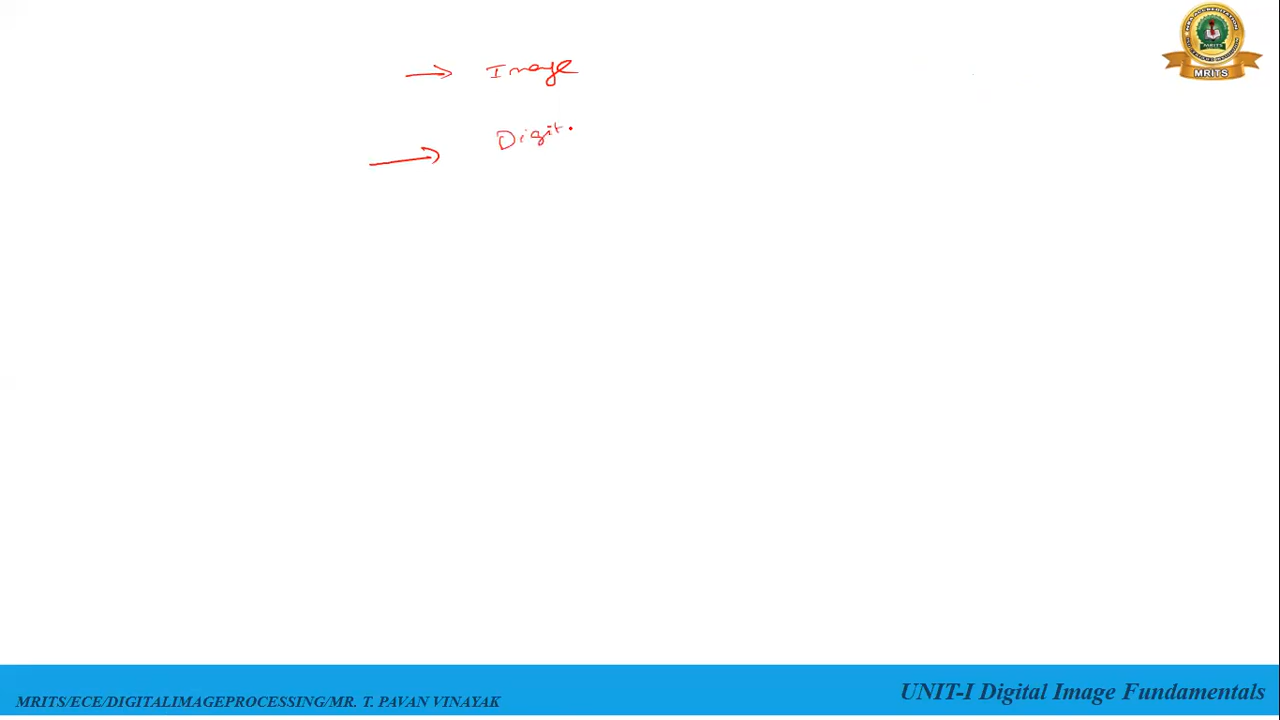 MRITS
→ Image
→ Digit
MRITS/ECE/DIGITALIMAGEPROCESSING/MR. T. PAVAN VINAYAK
UNIT-I Digital Image Fundamentals